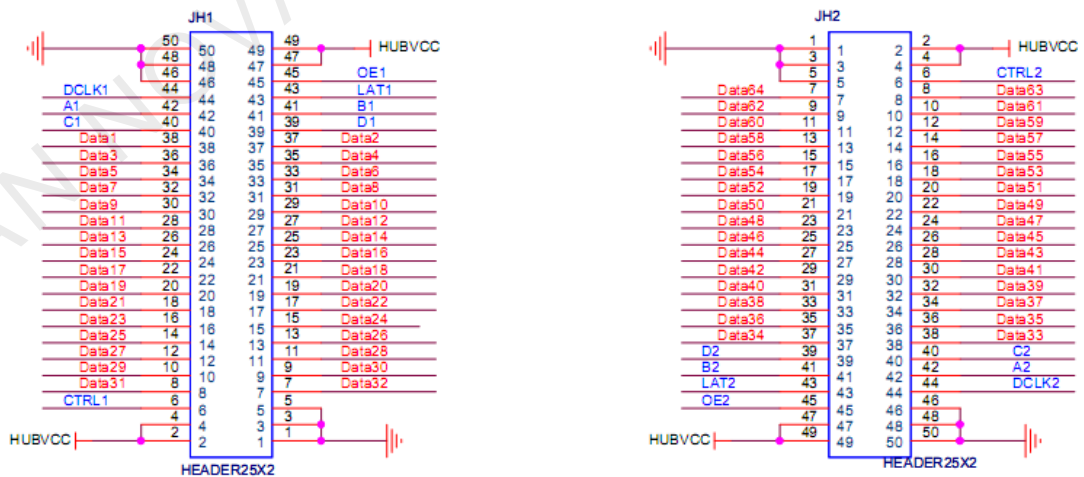 JH1
50 50 49 49 HUBVCC
48 48 47 47
46 46 45 45 OE1
DCLK1 44 44 43 43 LAT1
A1 42 42 41 41 B1
C1 40 40 39 39 D1
Data1 38 38 37 37 Data2
Data3 36 36 35 35 Data4
Data5 34 34 33 33 Data6
Data7 32 32 31 31 Data8
Data9 30 30 29 29 Data10
Data11 28 28 27 27 Data12
Data13 26 26 25 25 Data14
Data15 24 24 23 23 Data16
Data17 22 22 21 21 Data18
Data19 20 20 19 19 Data20
Data21 18 18 17 17 Data22
Data23 16 16 15 15 Data24
Data25 14 14 13 13 Data26
Data27 12 12 11 11 Data28
Data29 10 10 9 9 Data30
Data31 8 8 7 7 Data32
CTRL1 6 6 5 5
4 4 3 3
HUBVCC 2 2 1 1
HEADER25X2
JH2
1 1 2 2 HUBVCC
3 3 4 4
5 5 6 6 CTRL2
Data64 7 7 8 8 Data63
Data62 9 9 10 10 Data61
Data60 11 11 12 12 Data59
Data58 13 13 14 14 Data57
Data56 15 15 16 16 Data55
Data54 17 17 18 18 Data53
Data52 19 19 20 20 Data51
Data50 21 21 22 22 Data49
Data48 23 23 24 24 Data47
Data46 25 25 26 26 Data45
Data44 27 27 28 28 Data43
Data42 29 29 30 30 Data41
Data40 31 31 32 32 Data39
Data38 33 33 34 34 Data37
Data36 35 35 36 36 Data35
Data34 37 37 38 38 Data33
D2 39 39 40 40 C2
B2 41 41 42 42 A2
LAT2 43 43 44 44 DCLK2
OE2 45 45 46 46
47 47 48 48
HUBVCC 49 49 50 50
HEADER25X2